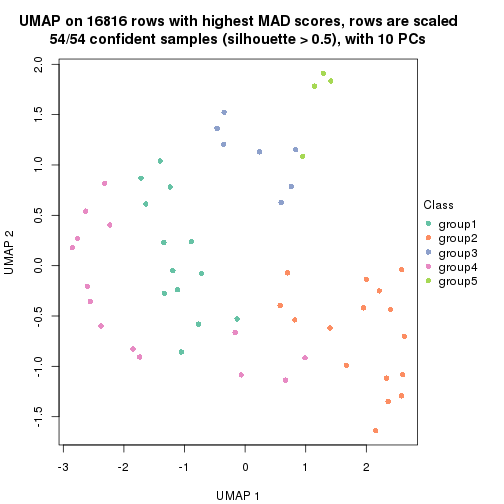 UMAP on 16816 rows with highest MAD scores, rows are scaled
54/54 confident samples (silhouette > 0.5), with 10 PCs
2.0
1.5
1.0
0.5
0.0
-0.5
-1.0
-1.5
UMAP 2
-3
-2
-1
0
1
2
UMAP 1
Class
group1
group2
group3
group4
group5